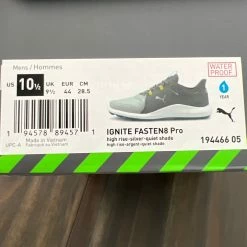 Mens / Hommes
US 10½ UK 9½ EUR 44 CM 28.5
WATER PROOF
1 YEAR
1 94578 89457 1
UPC-A
Made in Vietnam
Fabriqué au Vietnam
IGNITE FASTEN8 Pro
high rise-silver-quiet shade
high rise-argent-quiet shade
PUMA
194466 05